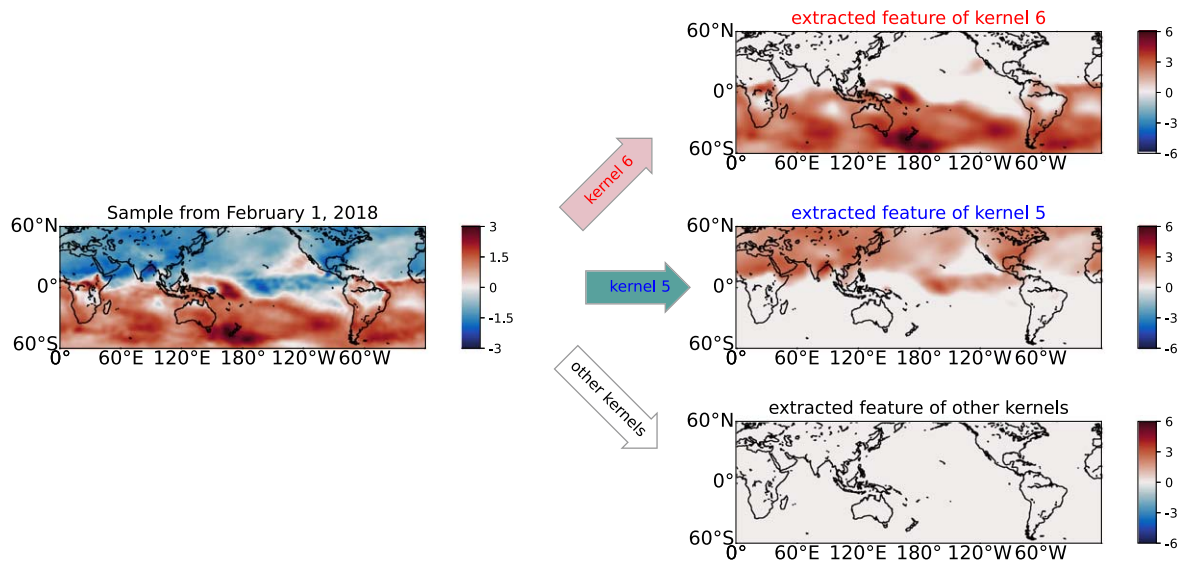 extracted feature of kernel 6
60°N
0°
60°S
0°
60°E
120°E
180°
120°W
60°W
6
3
0
-3
-6
kernel 6
Sample from February 1, 2018
60°N
0°
60°S
0°
60°E
120°E
180°
120°W
60°W
3
1.5
0
-1.5
-3
kernel 5
extracted feature of kernel 5
60°N
0°
60°S
0°
60°E
120°E
180°
120°W
60°W
6
3
0
-3
-6
other kernels
extracted feature of other kernels
60°N
0°
60°S
0°
60°E
120°E
180°
120°W
60°W
6
3
0
-3
-6